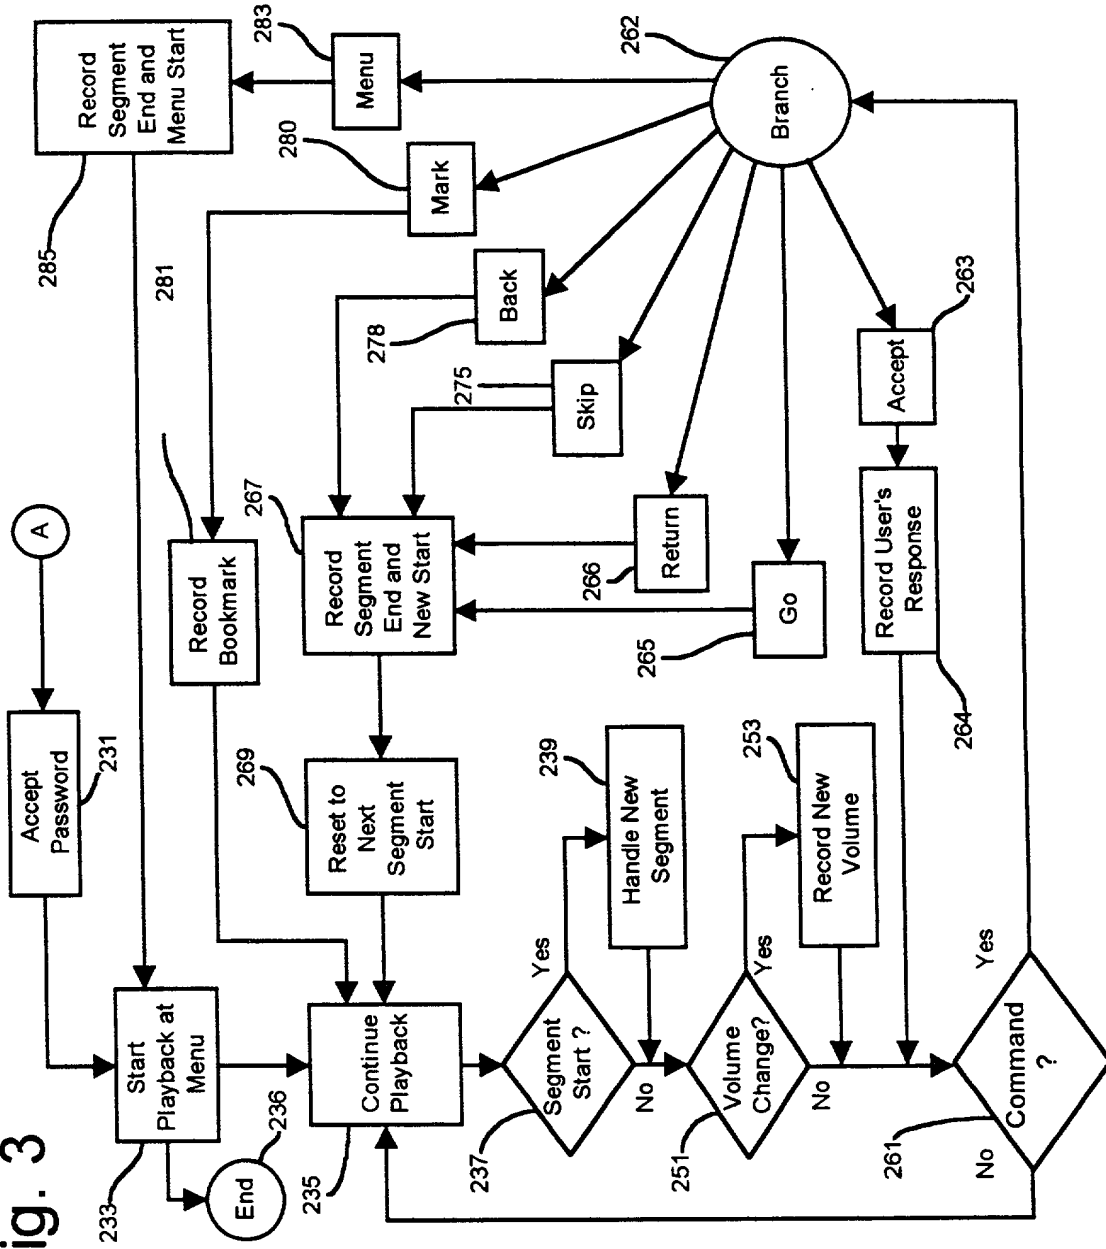 ig. 3
A
Accept
Password
231
Start
Playback at
Menu
233
End
236
Record
Segment
End and
Menu Start
285
Menu
283
Mark
280
281
Record
Bookmark
Back
278
Skip
275
Record
Segment
End and
New Start
267
Return
266
Go
265
Reset to
Next
Segment
Start
269
Continue
Playback
235
Segment
Start ?
237
Yes
No
Handle New
Segment
239
Volume
Change?
251
Yes
No
Record New
Volume
253
Accept
263
Record User's
Response
264
Command
?
261
Yes
No
Branch
262